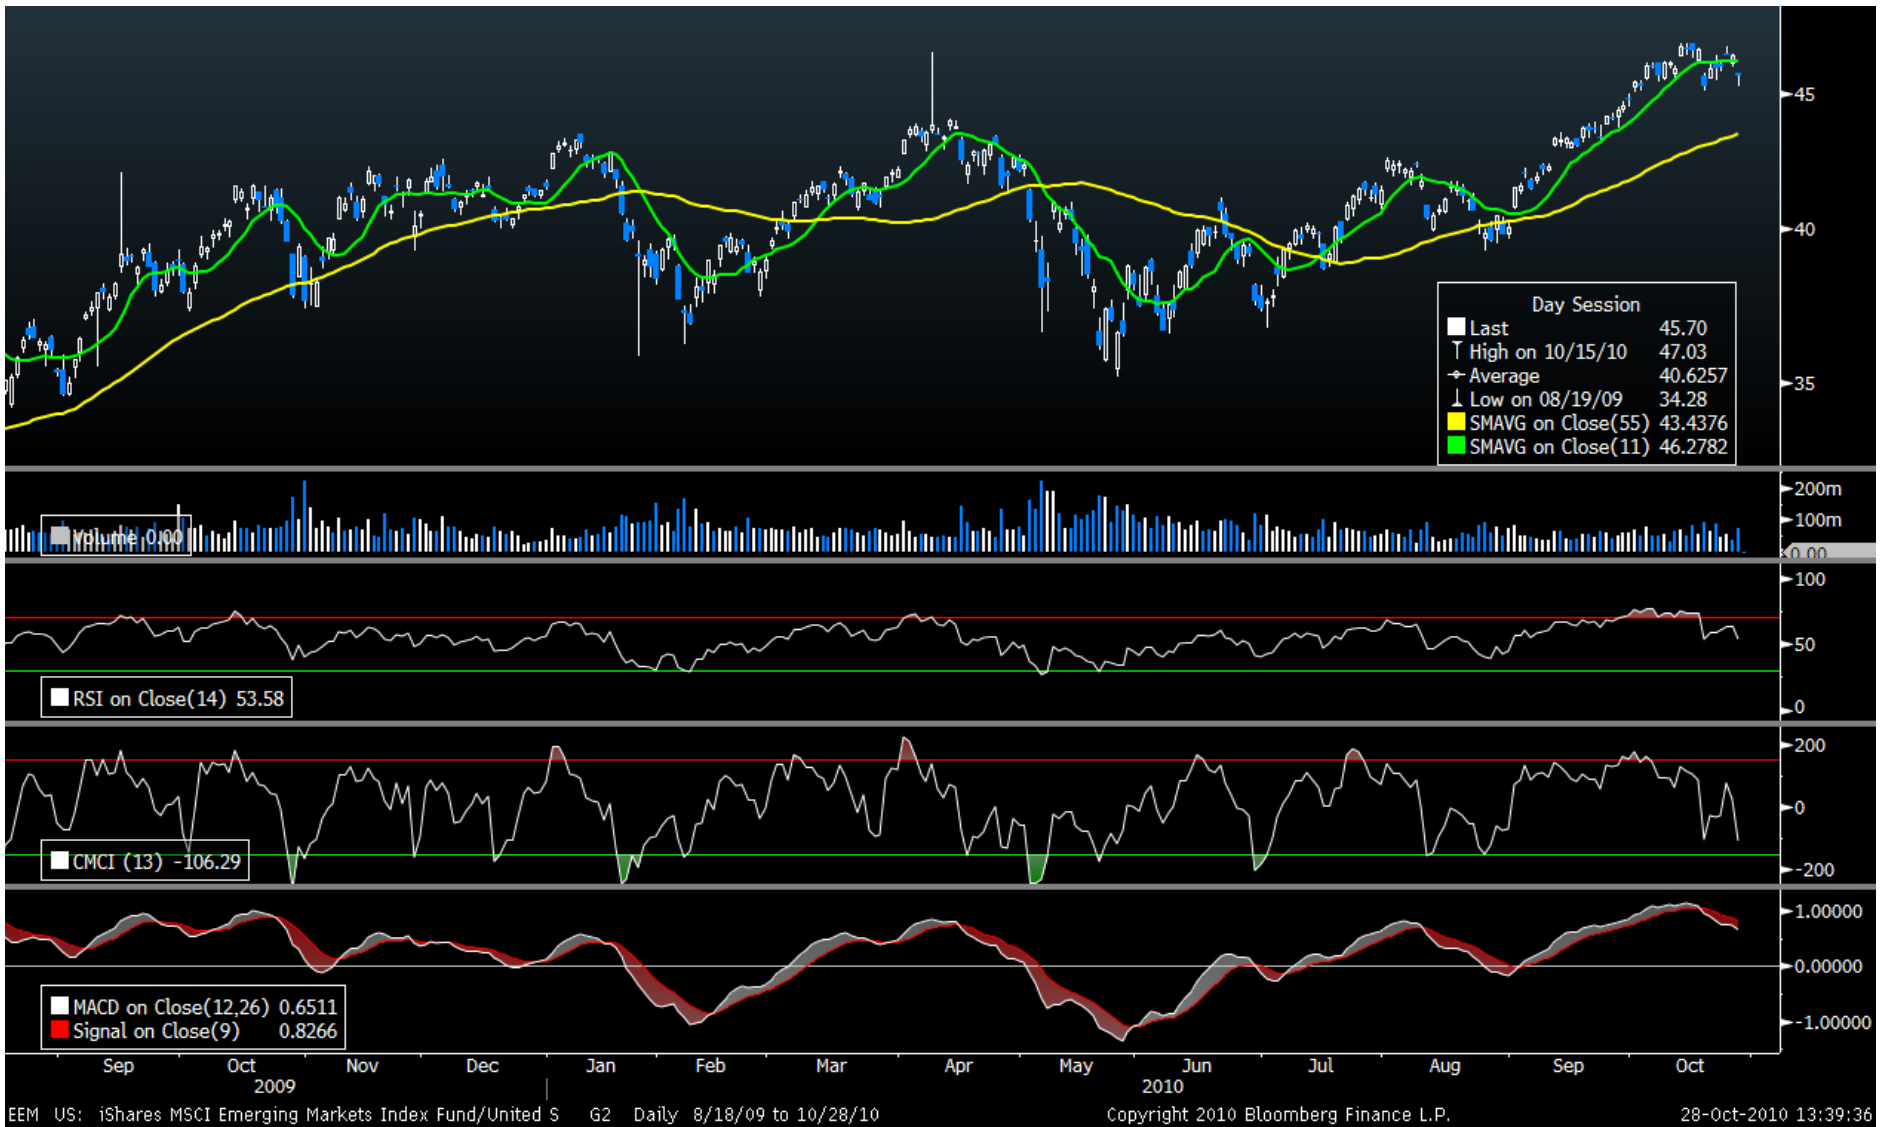 45
40
35
Day Session
Last 45.70
High on 10/15/10 47.03
Average 40.6257
Low on 08/19/09 34.28
SMAVG on Close(55) 43.4376
SMAVG on Close(11) 46.2782
200m
100m
0.00
Volume 0.00
100
50
0
RSI on Close(14) 53.58
200
0
-200
CMCI (13) -106.29
1.00000
0.00000
-1.00000
MACD on Close(12,26) 0.6511
Signal on Close(9) 0.8266
Sep Oct Nov Dec Jan Feb Mar Apr May Jun Jul Aug Sep Oct
2009 2010
EEM US: iShares MSCI Emerging Markets Index Fund/United S G2 Daily 8/18/09 to 10/28/10 Copyright 2010 Bloomberg Finance L.P. 28-Oct-2010 13:39:36